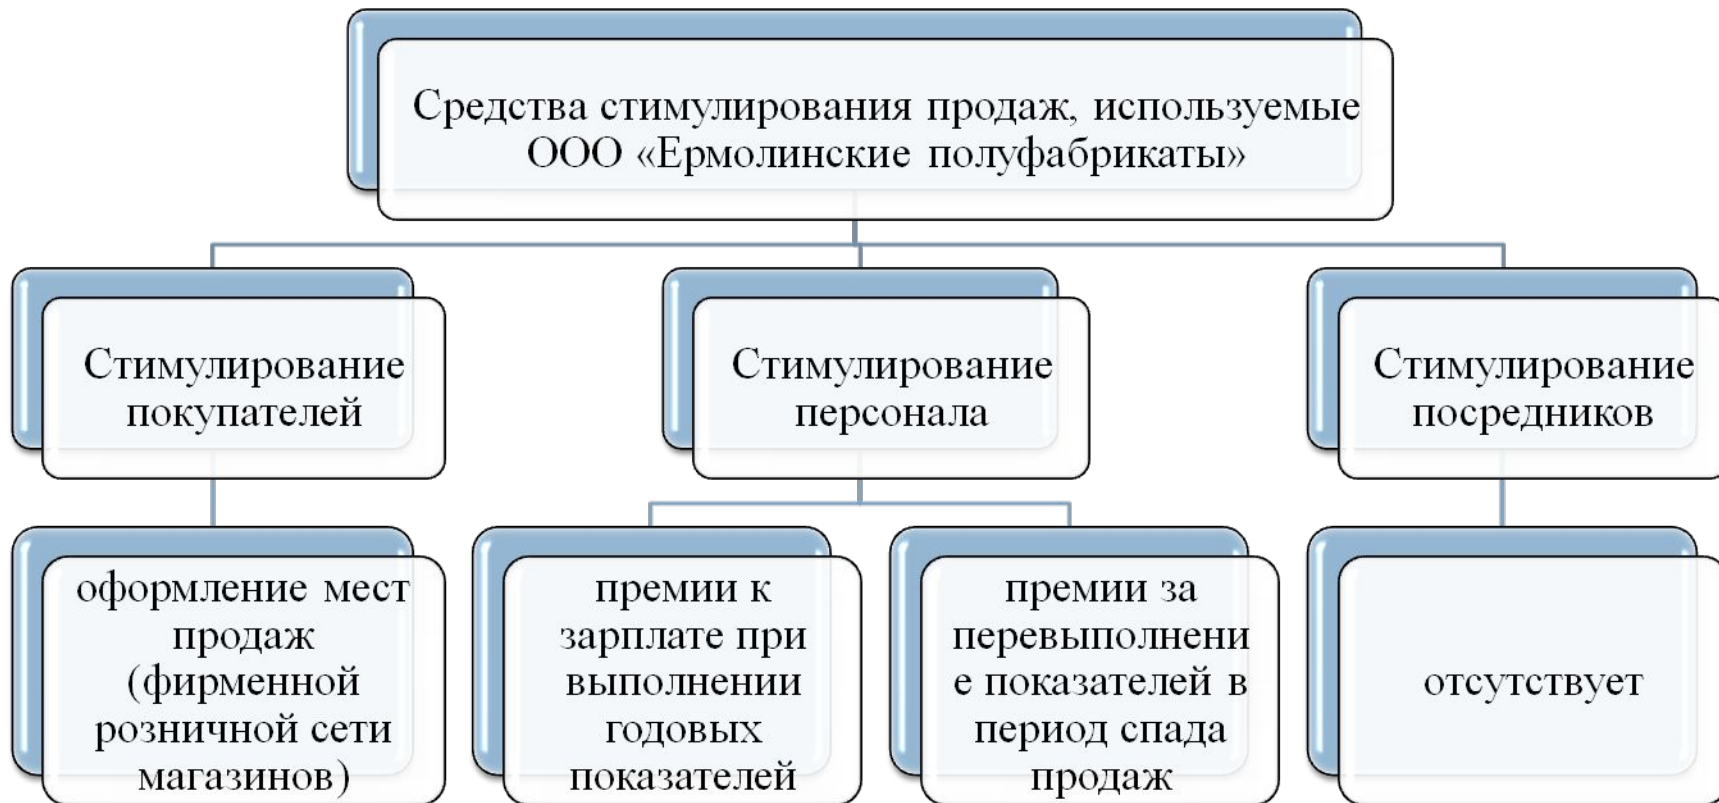 Средства стимулирования продаж, используемые
ООО «Ермолинские полуфабрикаты»
Стимулирование
покупателей
Стимулирование
персонала
Стимулирование
посредников
оформление мест
продаж
(фирменной
розничной сети
магазинов)
премии к
зарплате при
выполнении
годовых
показателей
премии за
перевыполнени
е показателей в
период спада
продаж
отсутствует